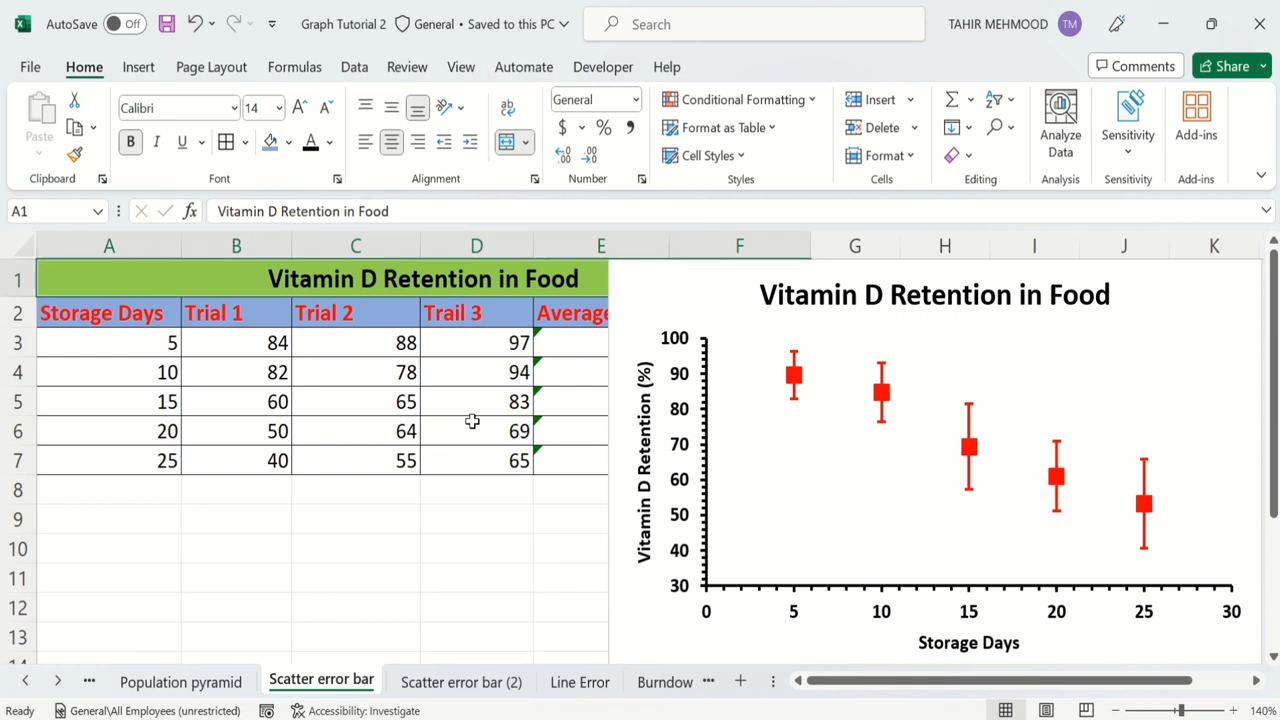 AutoSave Off Graph Tutorial 2 General • Saved to this PC Search TAHIR MEHMOOD TM
File Home Insert Page Layout Formulas Data Review View Automate Developer Help Comments Share
Paste Calibri 14 General Conditional Formatting Insert Analyze Data Sensitivity Add-ins
Format as Table Delete
Cell Styles Format
Clipboard Font Alignment Number Styles Cells Editing Analysis Sensitivity Add-ins
A1 fx Vitamin D Retention in Food
A B C D E F G H J K
1 Vitamin D Retention in Food
2 Storage Days Trial 1 Trial 2 Trail 3 Average
3 5 84 88 97
4 10 82 78 94
5 15 60 65 83
6 20 50 64 69
7 25 40 55 65
8
9
10
11
12
13
Vitamin D Retention in Food
Vitamin D Retention (%)
100
90
80
70
60
50
40
30
0 5 10 15 20 25 30
Storage Days
Population pyramid Scatter error bar Scatter error bar (2) Line Error Burndow
Ready General\All Employees (unrestricted) Accessibility: Investigate 140%